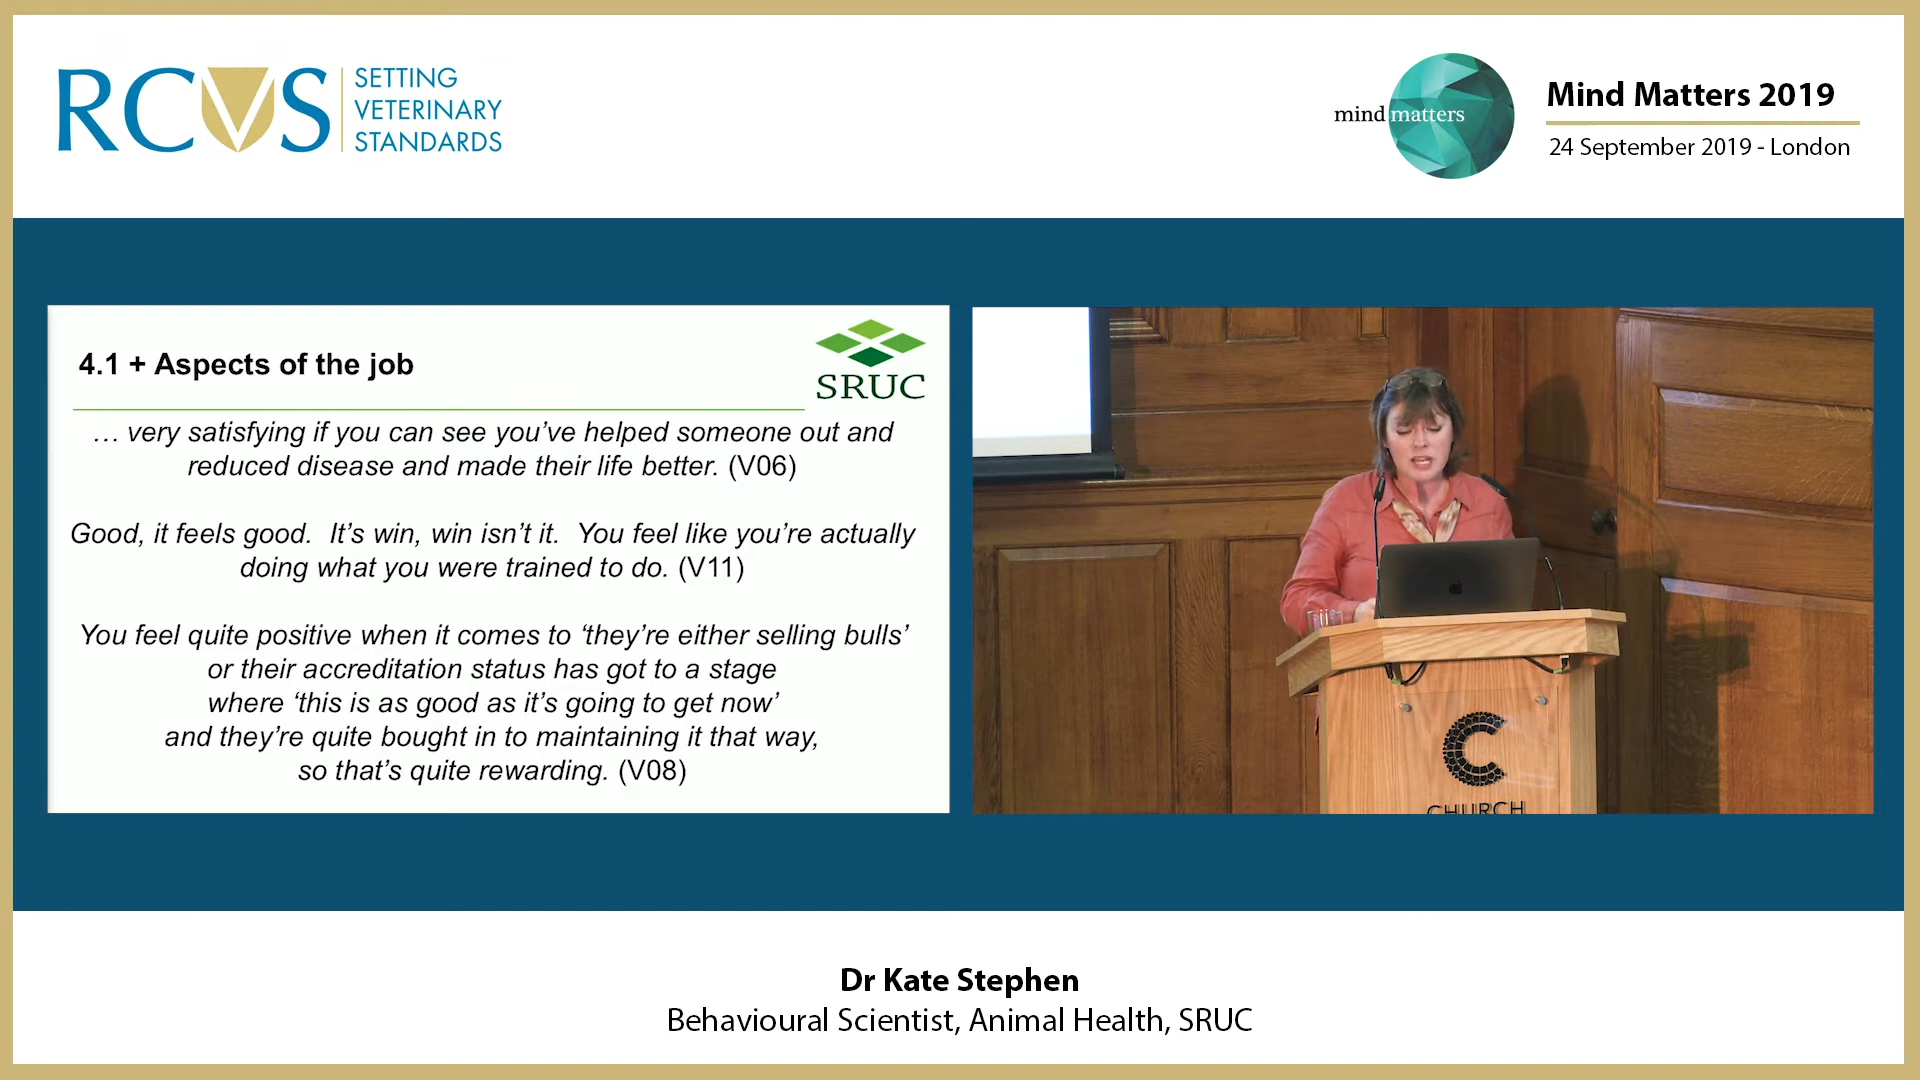 RCVS
SETTING
VETERINARY
STANDARDS
mind matters
Mind Matters 2019
24 September 2019 - London
4.1 + Aspects of the job
SRUC
… very satisfying if you can see you’ve helped someone out and
reduced disease and made their life better. (V06)
Good, it feels good. It’s win, win isn’t it. You feel like you’re actually
doing what you were trained to do. (V11)
You feel quite positive when it comes to ‘they’re either selling bulls’
or their accreditation status has got to a stage
where ‘this is as good as it’s going to get now’
and they’re quite bought in to maintaining it that way,
so that’s quite rewarding. (V08)
C
CHURCH
Dr Kate Stephen
Behavioural Scientist, Animal Health, SRUC